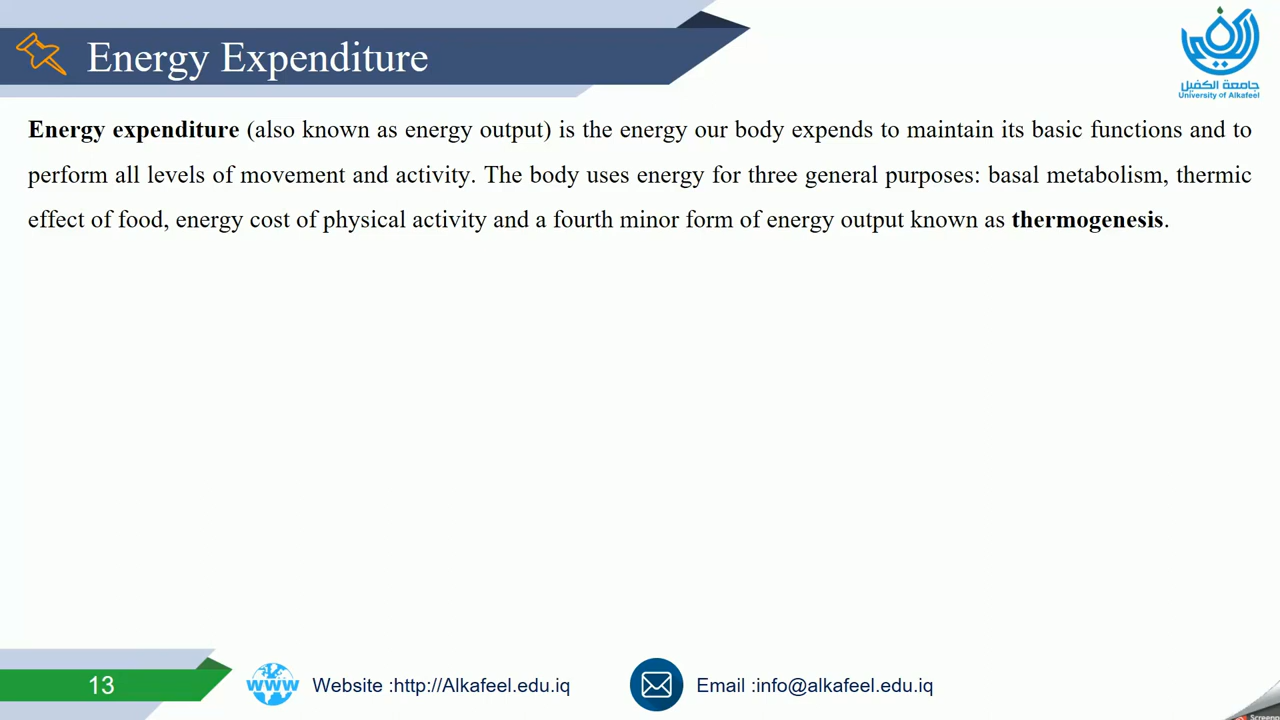 Energy Expenditure
جامعة الكفيل
University of Alkafeel
Energy expenditure (also known as energy output) is the energy our body expends to maintain its basic functions and to
perform all levels of movement and activity. The body uses energy for three general purposes: basal metabolism, thermic
effect of food, energy cost of physical activity and a fourth minor form of energy output known as thermogenesis.
13
WWW
Website :http://Alkafeel.edu.iq
Email :info@alkafeel.edu.iq